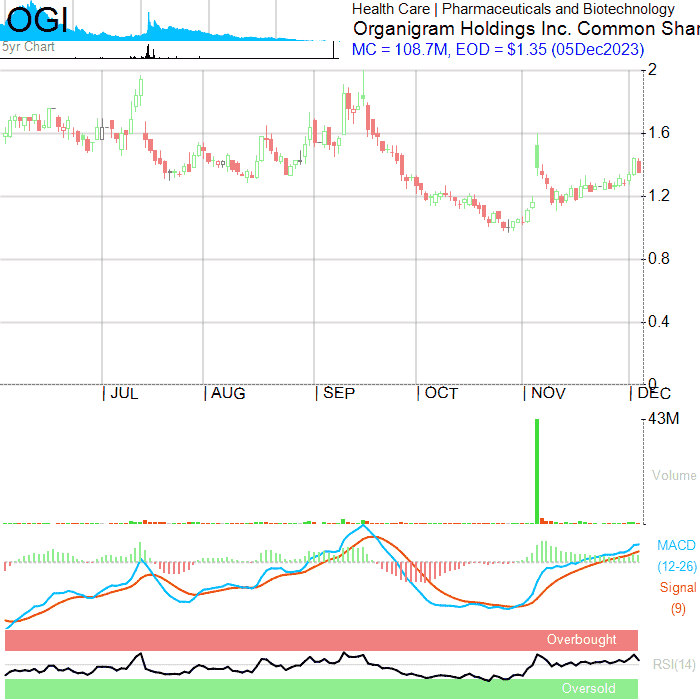 OGI
5yr Chart
Health Care | Pharmaceuticals and Biotechnology
Organigram Holdings Inc. Common Shar
MC = 108.7M, EOD = $1.35 (05Dec2023)
2
1.6
1.2
0.8
0.4
0
| JUL | AUG | SEP | OCT | NOV | DEC
43M
Volume
MACD
(12-26)
Signal
(9)
Overbought
RSI(14)
Oversold